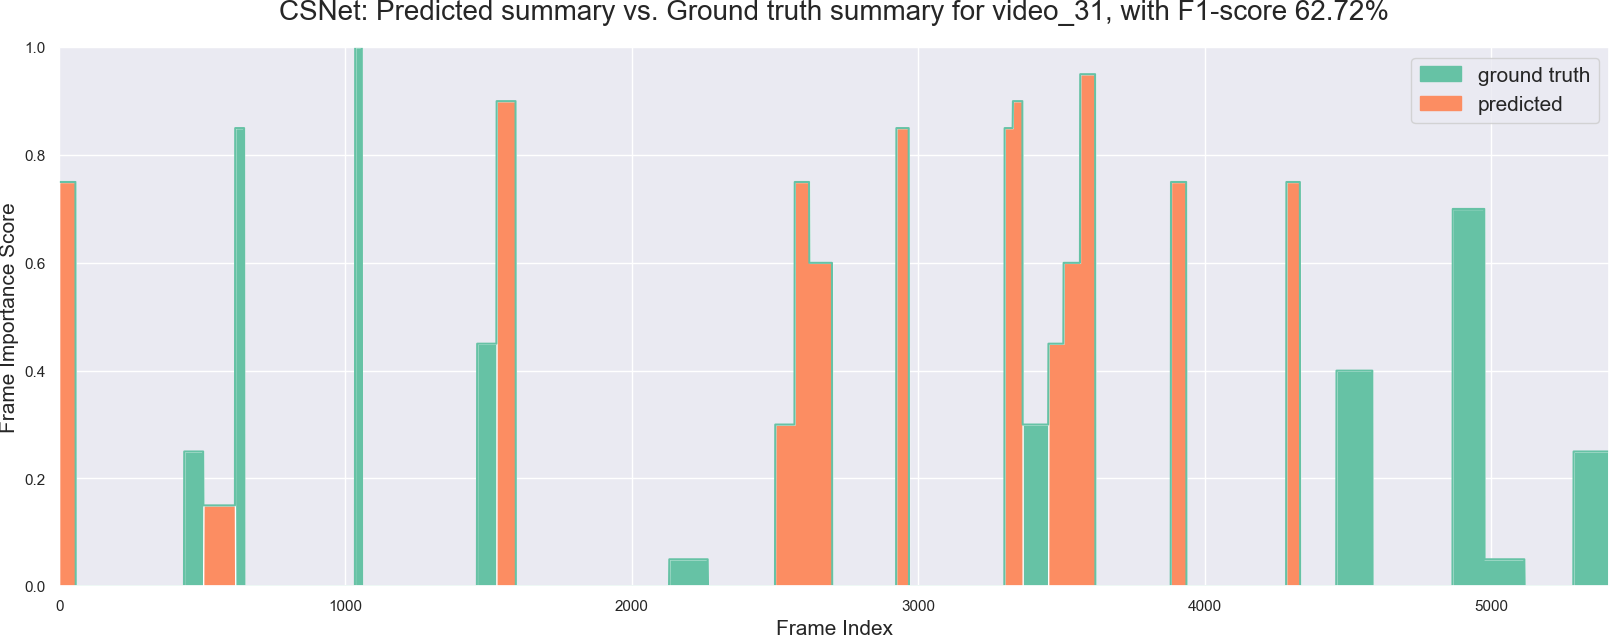 CSNet: Predicted summary vs. Ground truth summary for video_31, with F1-score 62.72%
ground truth
predicted
Frame Importance Score
1.0
0.8
0.6
0.4
0.2
0.0
0 1000 2000 3000 4000 5000
Frame Index